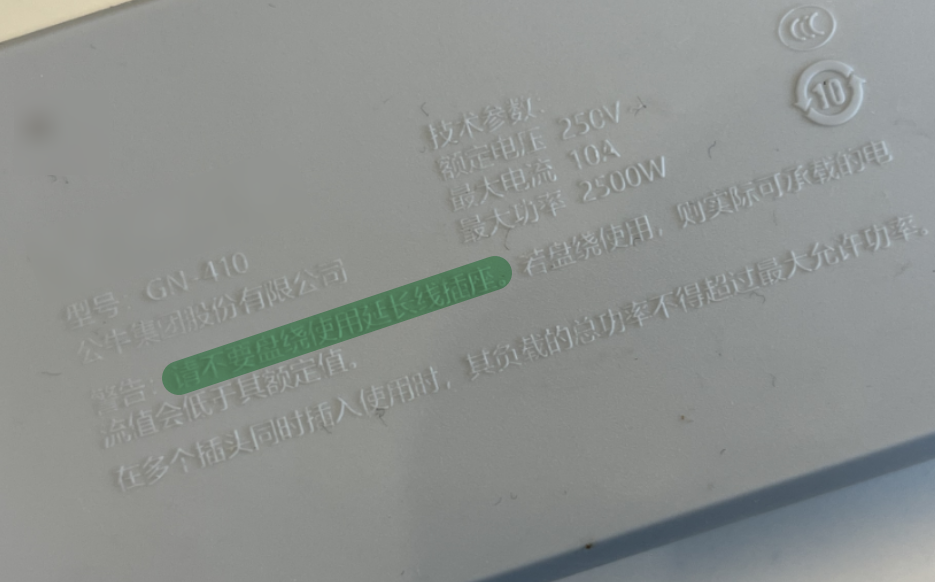 技术参数:
额定电压 250V~
最大电流 10A
最大功率 2500W
型号 GN-410
公牛集团股份有限公司
警告: 请不要盘绕使用延长线插座。若盘绕使用，则实际可承载的电
流值会低于其额定值。
在多个插头同时插入使用时，其负载的总功率不得超过最大允许功率。
CCC
10